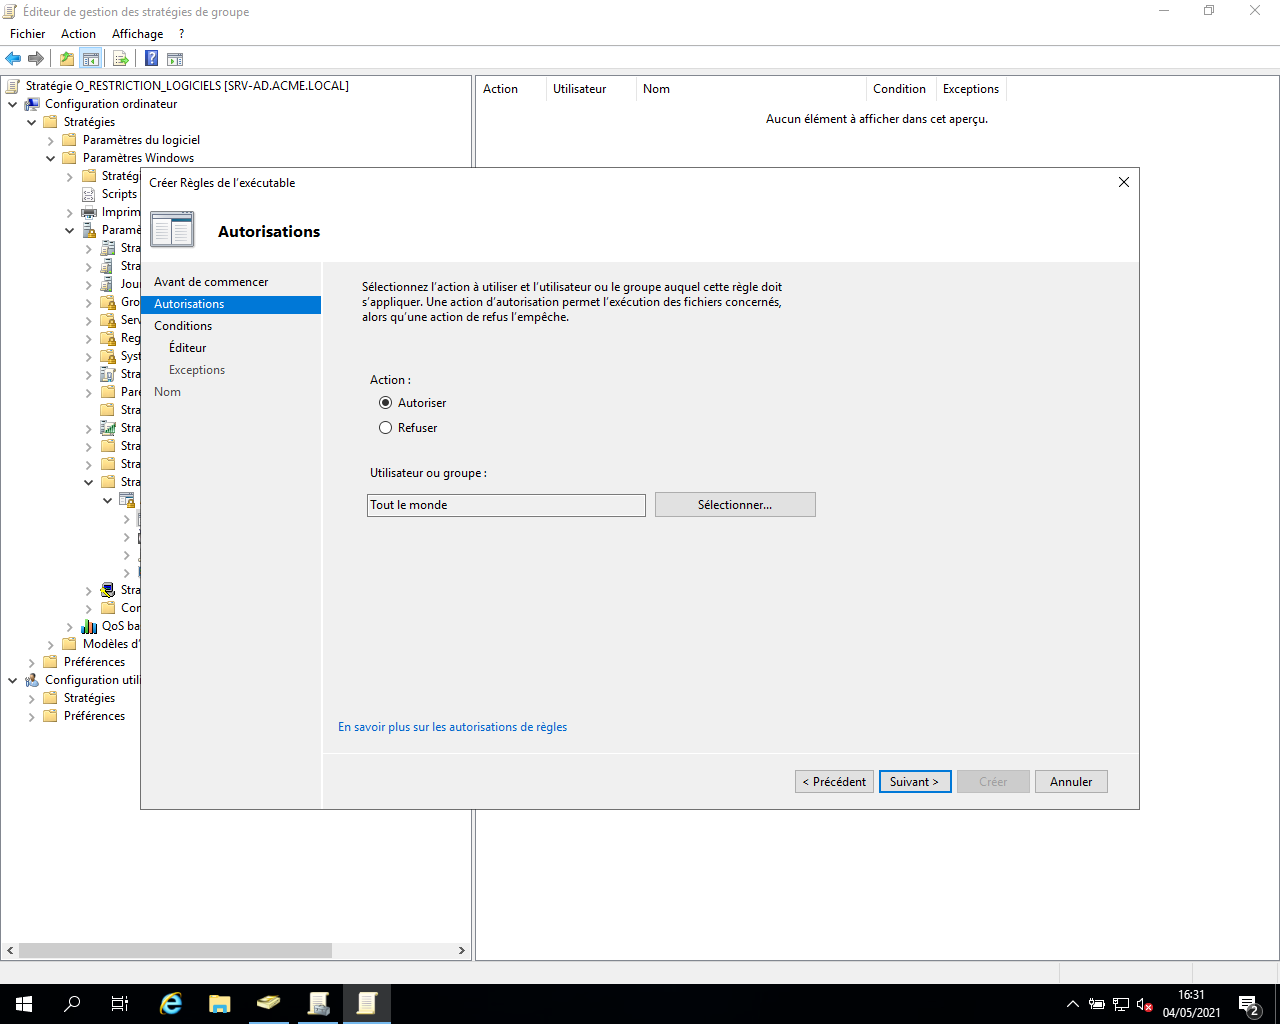 Éditeur de gestion des stratégies de groupe
Fichier Action Affichage ?
Stratégie O_RESTRICTION_LOGICIELS [SRV-AD.ACME.LOCAL]
Configuration ordinateur
Stratégies
Paramètres du logiciel
Paramètres Windows
Stratégi
Scripts
Imprim
Paramè
Stra
Stra
Jou
Gro
Serv
Reg
Syst
Stra
Pare
Stra
Stra
Stra
Stra
Stra
Stra
Cor
QoS ba
Modèles d'
Préférences
Configuration utili
Stratégies
Préférences
Action Utilisateur Nom Condition Exceptions
Aucun élément à afficher dans cet aperçu.
Créer Règles de l'exécutable
Autorisations
Avant de commencer
Autorisations
Conditions
Éditeur
Exceptions
Nom
Sélectionnez l'action à utiliser et l'utilisateur ou le groupe auquel cette règle doit
s'appliquer. Une action d'autorisation permet l'exécution des fichiers concernés,
alors qu'une action de refus l'empêche.
Action :
Autoriser
Refuser
Utilisateur ou groupe :
Tout le monde
Sélectionner...
En savoir plus sur les autorisations de règles
< Précédent Suivant > Créer Annuler
16:31
04/05/2021
2